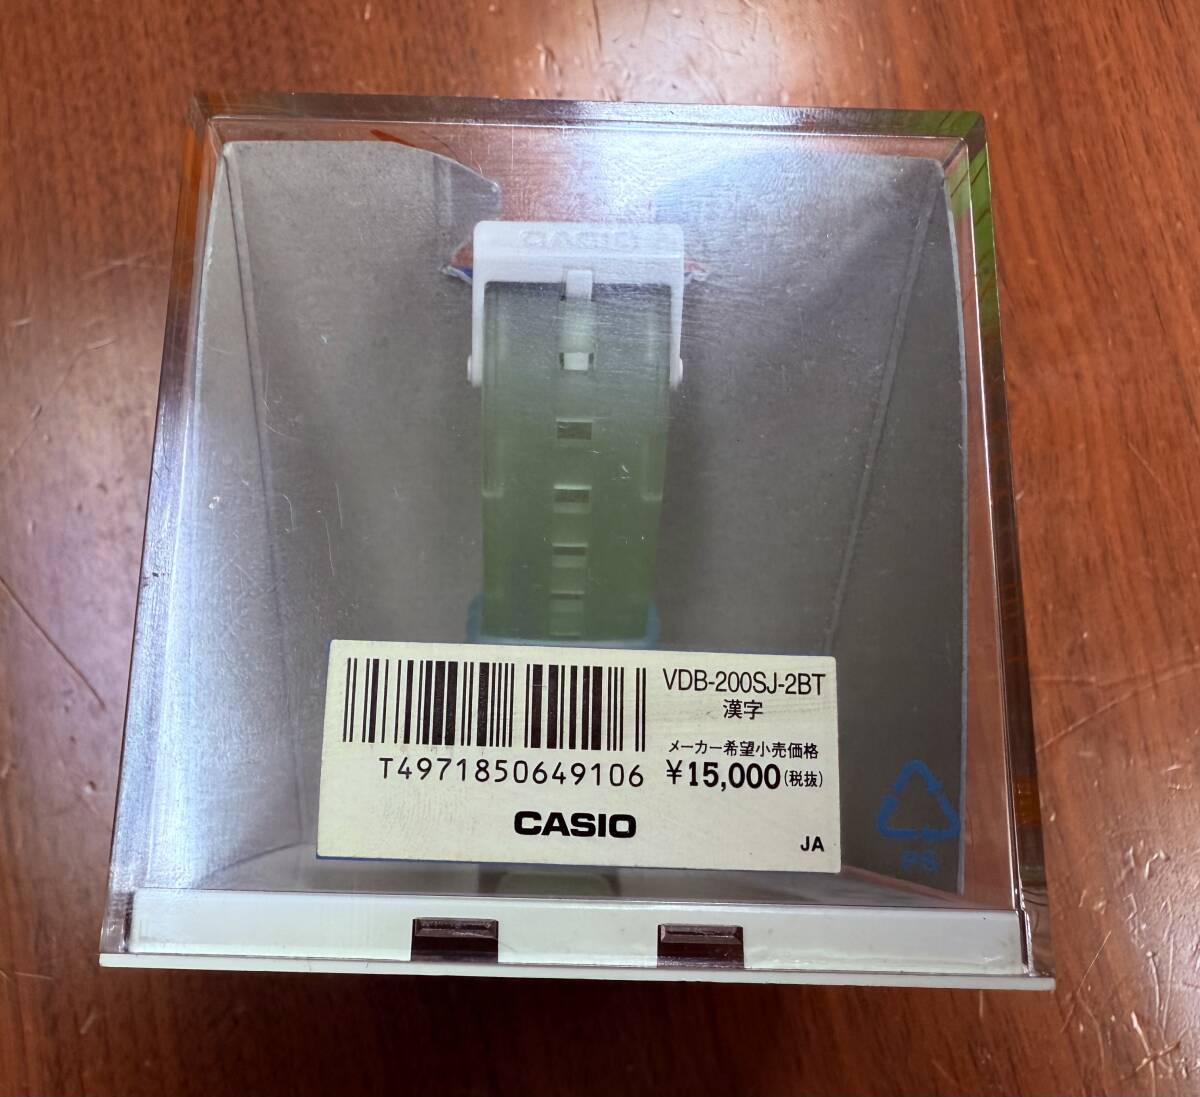 CASIO
VDB-200SJ-2BT
漢字
メーカー希望小売価格
T4971850649106
¥15,000(税抜)
CASIO
JA
PS